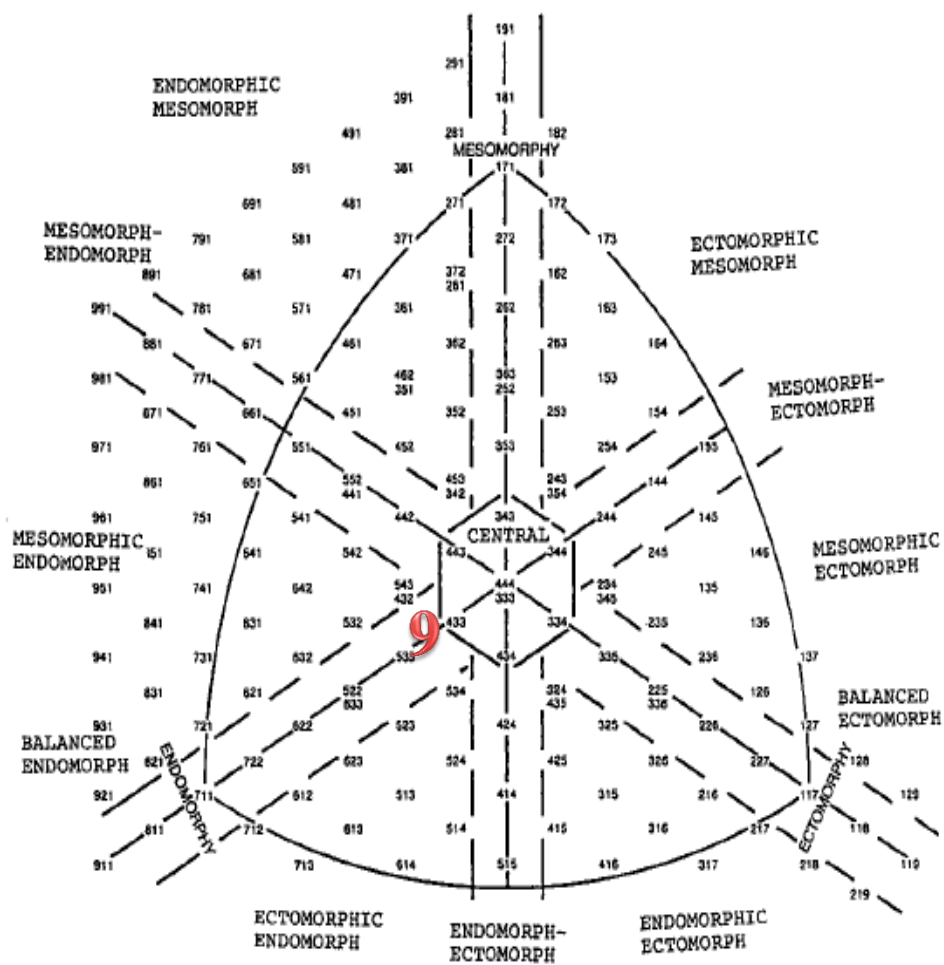 191
291
ENDOMORPHIC
MESOMORPH
391 181
491 281 182
MESOMORPHY
591 381 171
691 481 271 172
MESOMORPH-
ENDOMORPH
791 581 371 272 173
ECTOMORPHIC
MESOMORPH
891 681 471 372 162
261
991 781 571 361 262 163
881 671 461 362 263 164
981 771 561 462 363 153
351 252
MESOMORPH-
ECTOMORPH
871 661 451 352 253 154
971 761 551 452 353 254 155
861 651 552 453 243 144
441 342 354
961 751 541 442 343 244 145
MESOMORPHIC
ENDOMORPH
CENTRAL
MESOMORPHIC
ECTOMORPH
851 641 542 443 344 245 146
951 741 642 543 444 234 135
432 333 345
841 631 532 9 433 334 235 136
941 731 632 533 434 335 236 137
831 621 522 534 324 225 126
633 435 336
BALANCED
ECTOMORPH
931 721 622 523 424 325 226 127
BALANCED
ENDOMORPH
821 722 623 524 425 326 227 128
ENDOMORPHY
ECTOMORPHY
921 711 612 513 414 315 216 117 129
811 712 613 514 415 316 217 118
911 713 614 515 416 317 218 119
219
ECTOMORPHIC
ENDOMORPH
ENDOMORPH-
ECTOMORPH
ENDOMORPHIC
ECTOMORPH